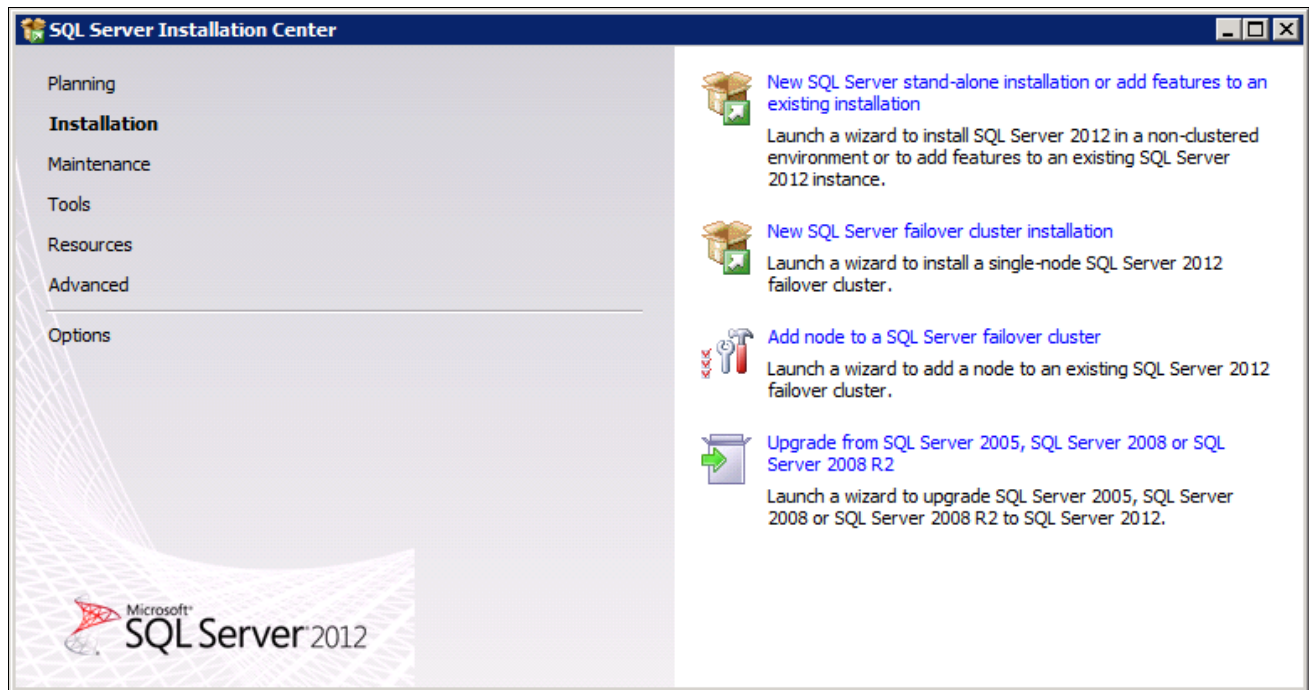 SQL Server Installation Center
Planning
Installation
Maintenance
Tools
Resources
Advanced
Options
Microsoft®
SQL Server® 2012
New SQL Server stand-alone installation or add features to an
existing installation
Launch a wizard to install SQL Server 2012 in a non-clustered
environment or to add features to an existing SQL Server
2012 instance.
New SQL Server failover cluster installation
Launch a wizard to install a single-node SQL Server 2012
failover cluster.
Add node to a SQL Server failover cluster
Launch a wizard to add a node to an existing SQL Server 2012
failover cluster.
Upgrade from SQL Server 2005, SQL Server 2008 or SQL
Server 2008 R2
Launch a wizard to upgrade SQL Server 2005, SQL Server
2008 or SQL Server 2008 R2 to SQL Server 2012.